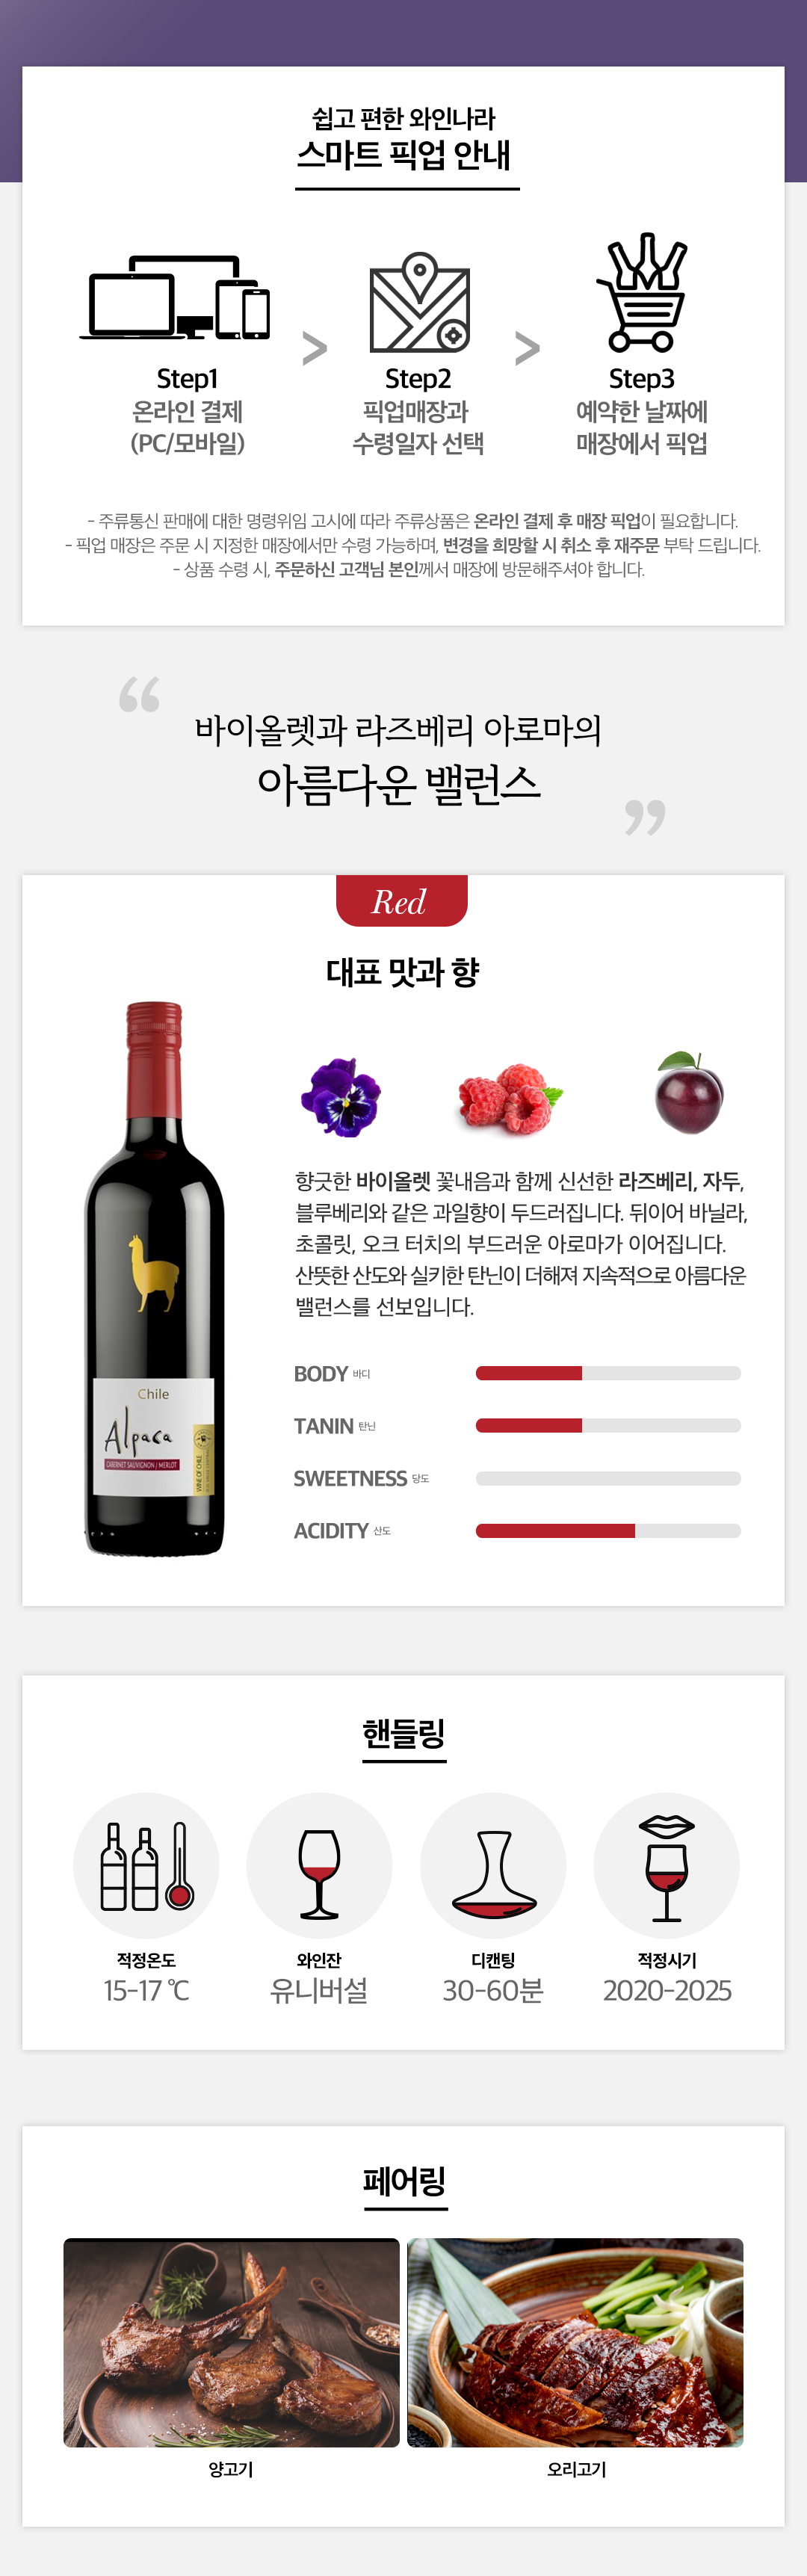 쉽고 편한 와인나라
스마트 픽업 안내
Step1
온라인 결제
(PC/모바일)
>
Step2
픽업매장과
수령일자 선택
>
Step3
예약한 날짜에
매장에서 픽업
- 주류통신 판매에 대한 명령위임 고시에 따라 주류상품은 온라인 결제 후 매장 픽업이 필요합니다.
- 픽업 매장은 주문 시 지정한 매장에서만 수령 가능하며, 변경을 희망할 시 취소 후 재주문 부탁 드립니다.
- 상품 수령 시, 주문하신 고객님 본인께서 매장에 방문해주셔야 합니다.
“
바이올렛과 라즈베리 아로마의
아름다운 밸런스
”
Red
대표 맛과 향
향긋한 바이올렛 꽃내음과 함께 신선한 라즈베리, 자두,
블루베리와 같은 과일향이 두드러집니다. 뒤이어 바닐라,
초콜릿, 오크 터치의 부드러운 아로마가 이어집니다.
산뜻한 산도와 실키한 탄닌이 더해져 지속적으로 아름다운
밸런스를 선보입니다.
Chile
Alpaca
CABERNET SAUVIGNON / MERLOT
WINE OF CHILE
BODY 바디
TANIN 탄닌
SWEETNESS 당도
ACIDITY 산도
핸들링
적정온도
15-17 ℃
와인잔
유니버설
디캔팅
30-60분
적정시기
2020-2025
페어링
양고기
오리고기